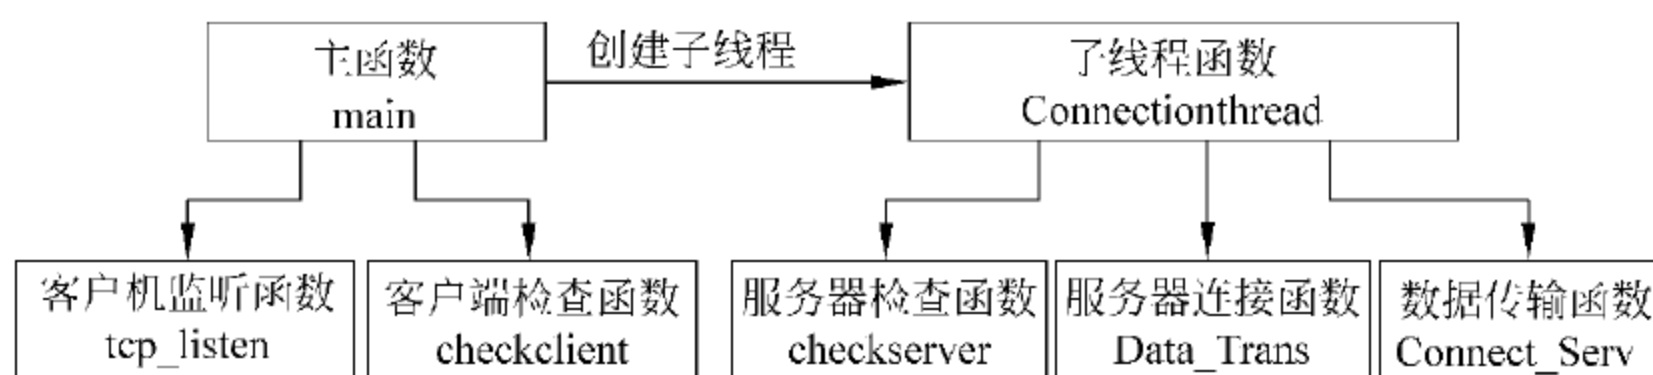 主函数
main
创建子线程
子线程函数
Connectionthread
客户机监听函数
tcp_listen
客户端检查函数
checkclient
服务器检查函数
checkserver
服务器连接函数
Data_Trans
数据传输函数
Connect_Serv